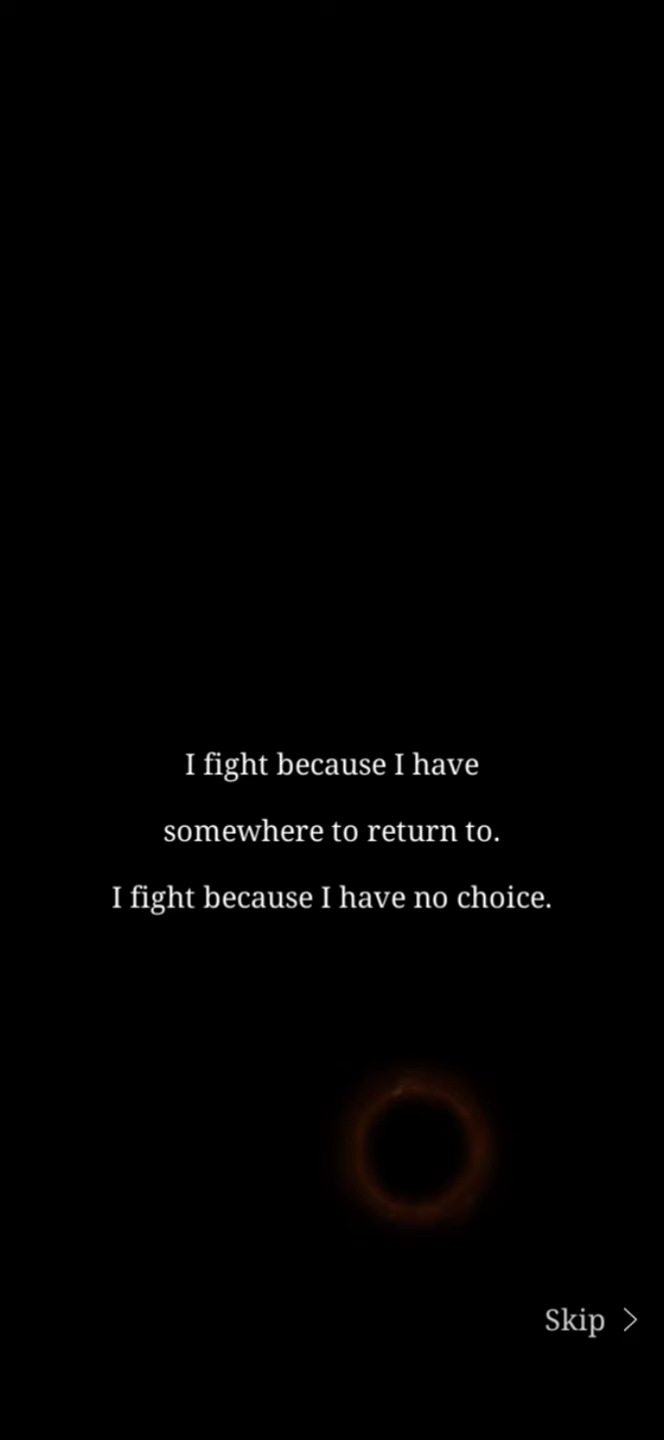 I fight because I have
somewhere to return to.
I fight because I have no choice.
Skip >